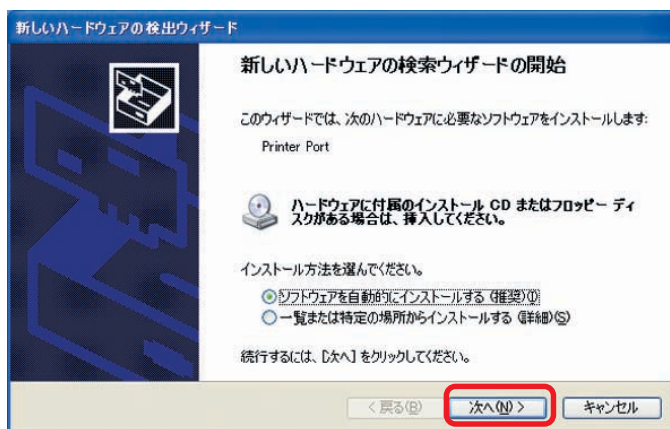 新しいハードウェアの検出ウィザード
新しいハードウェアの検索ウィザードの開始
このウィザードでは、次のハードウェアに必要なソフトウェアをインストールします:
Printer Port
ハードウェアに付属のインストール CD またはフロッピー ディ
スクがある場合は、挿入してください。
インストール方法を選んでください。
ソフトウェアを自動的にインストールする (推奨)(I)
一覧または特定の場所からインストールする (詳細)(S)
続行するには、[次へ] をクリックしてください。
< 戻る(B) 次へ(N) > キャンセル